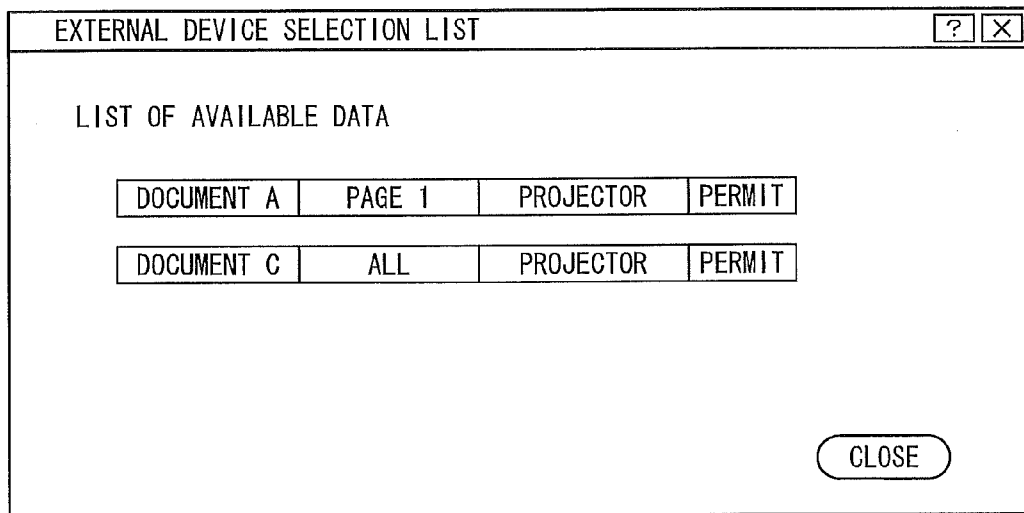 EXTERNAL DEVICE SELECTION LIST ? X
LIST OF AVAILABLE DATA
DOCUMENT A PAGE 1 PROJECTOR PERMIT
DOCUMENT C ALL PROJECTOR PERMIT
CLOSE